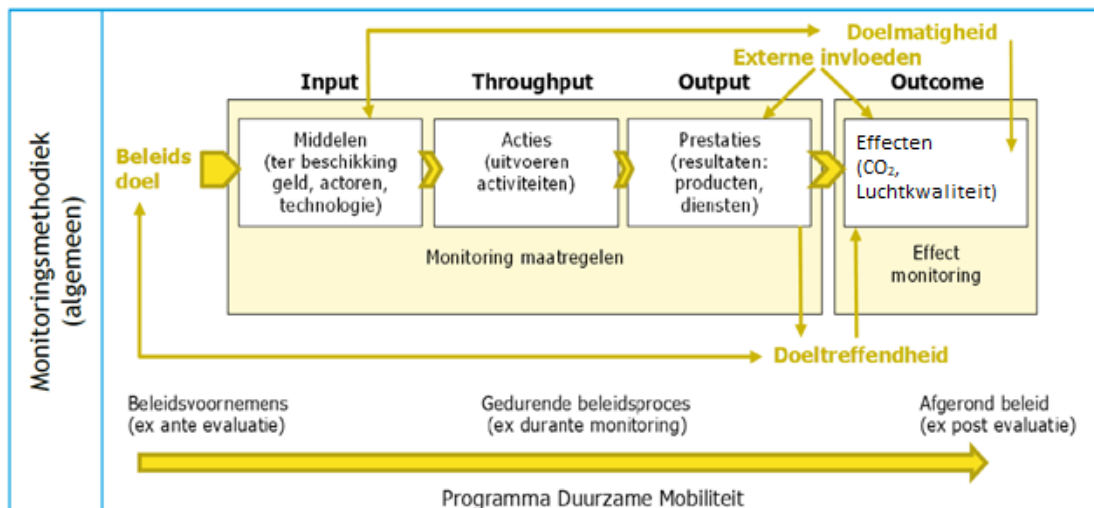 Monitoringsmethodiek
(algemeen)
Doelmatigheid
Externe invloeden
Input
Throughput
Output
Outcome
Beleids
doel
Middelen
(ter beschikking
geld, actoren,
technologie)
Acties
(uitvoeren
activiteiten)
Prestaties
(resultaten:
producten,
diensten)
Effecten
(CO₂,
Luchtkwaliteit)
Monitoring maatregelen
Effect
monitoring
Doeltreffendheid
Beleidsvoornemens
(ex ante evaluatie)
Gedurende beleidsproces
(ex durante monitoring)
Afgerond beleid
(ex post evaluatie)
Programma Duurzame Mobiliteit